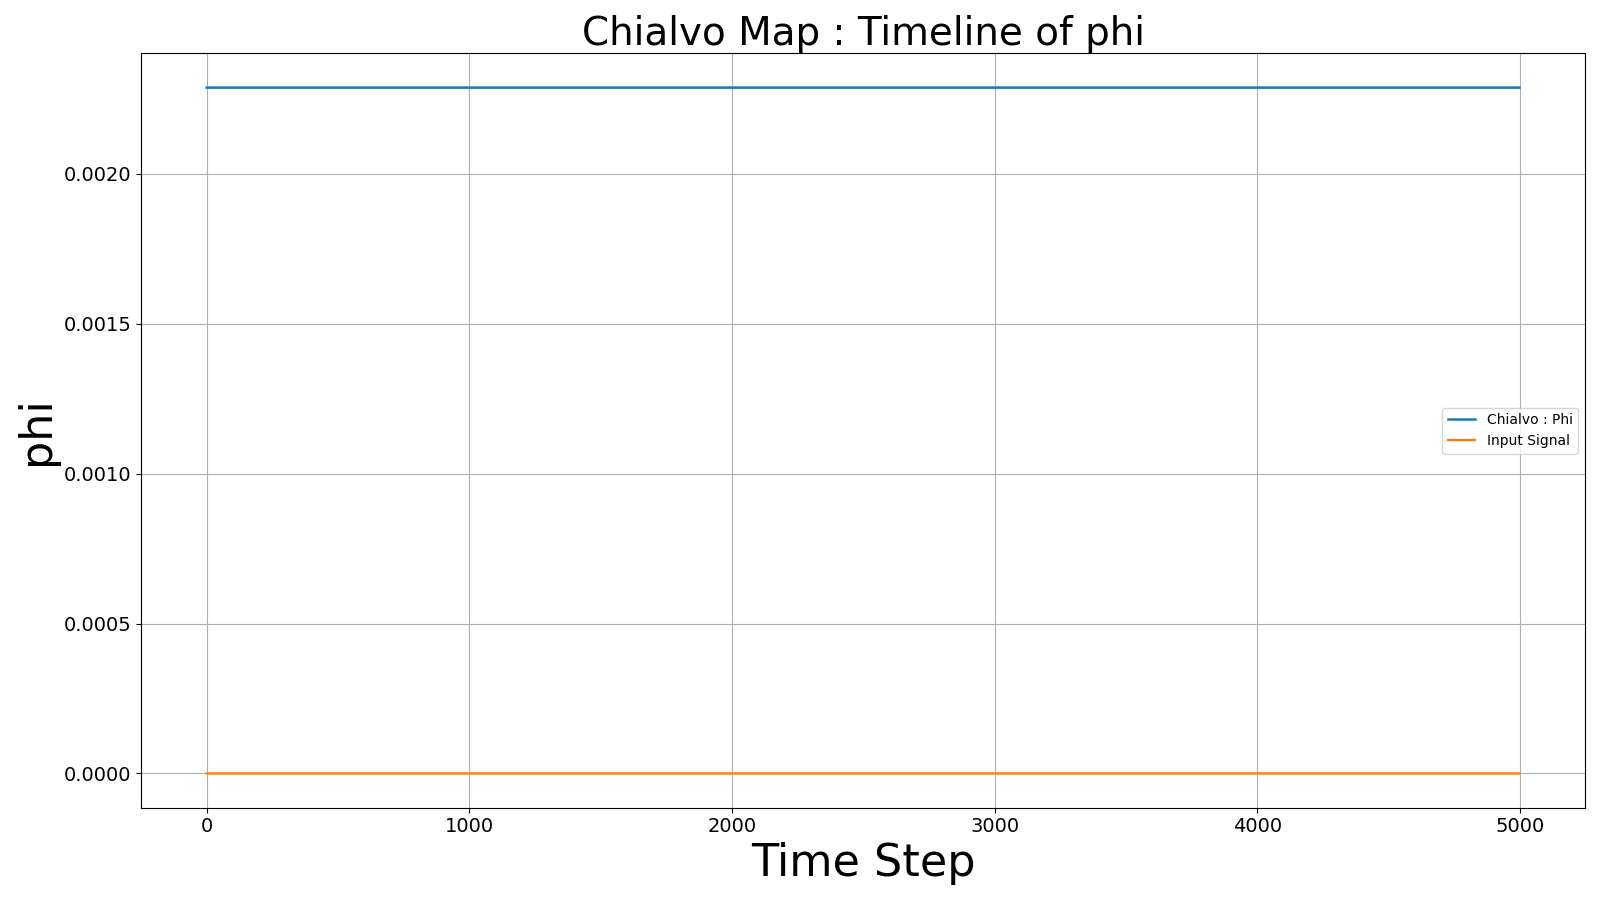 Chialvo Map : Timeline of phi
phi
0.0020
0.0015
0.0010
0.0005
0.0000
Chialvo : Phi
Input Signal
0 1000 2000 3000 4000 5000
Time Step